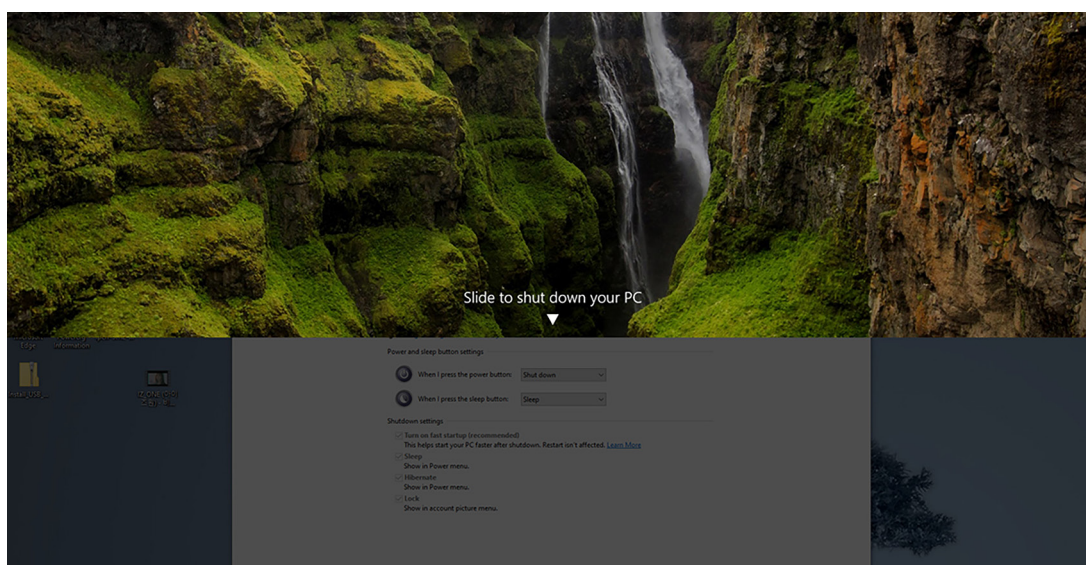 Slide to shut down your PC
Edge
Information
Power and sleep button settings
When I press the power button: Shut down
When I press the sleep button: Sleep
Shutdown settings
Turn on fast startup (recommended)
This helps start your PC faster after shutdown. Restart isn't affected. Learn More
Sleep
Show in Power menu.
Hibernate
Show in Power menu.
Lock
Show in account picture menu.